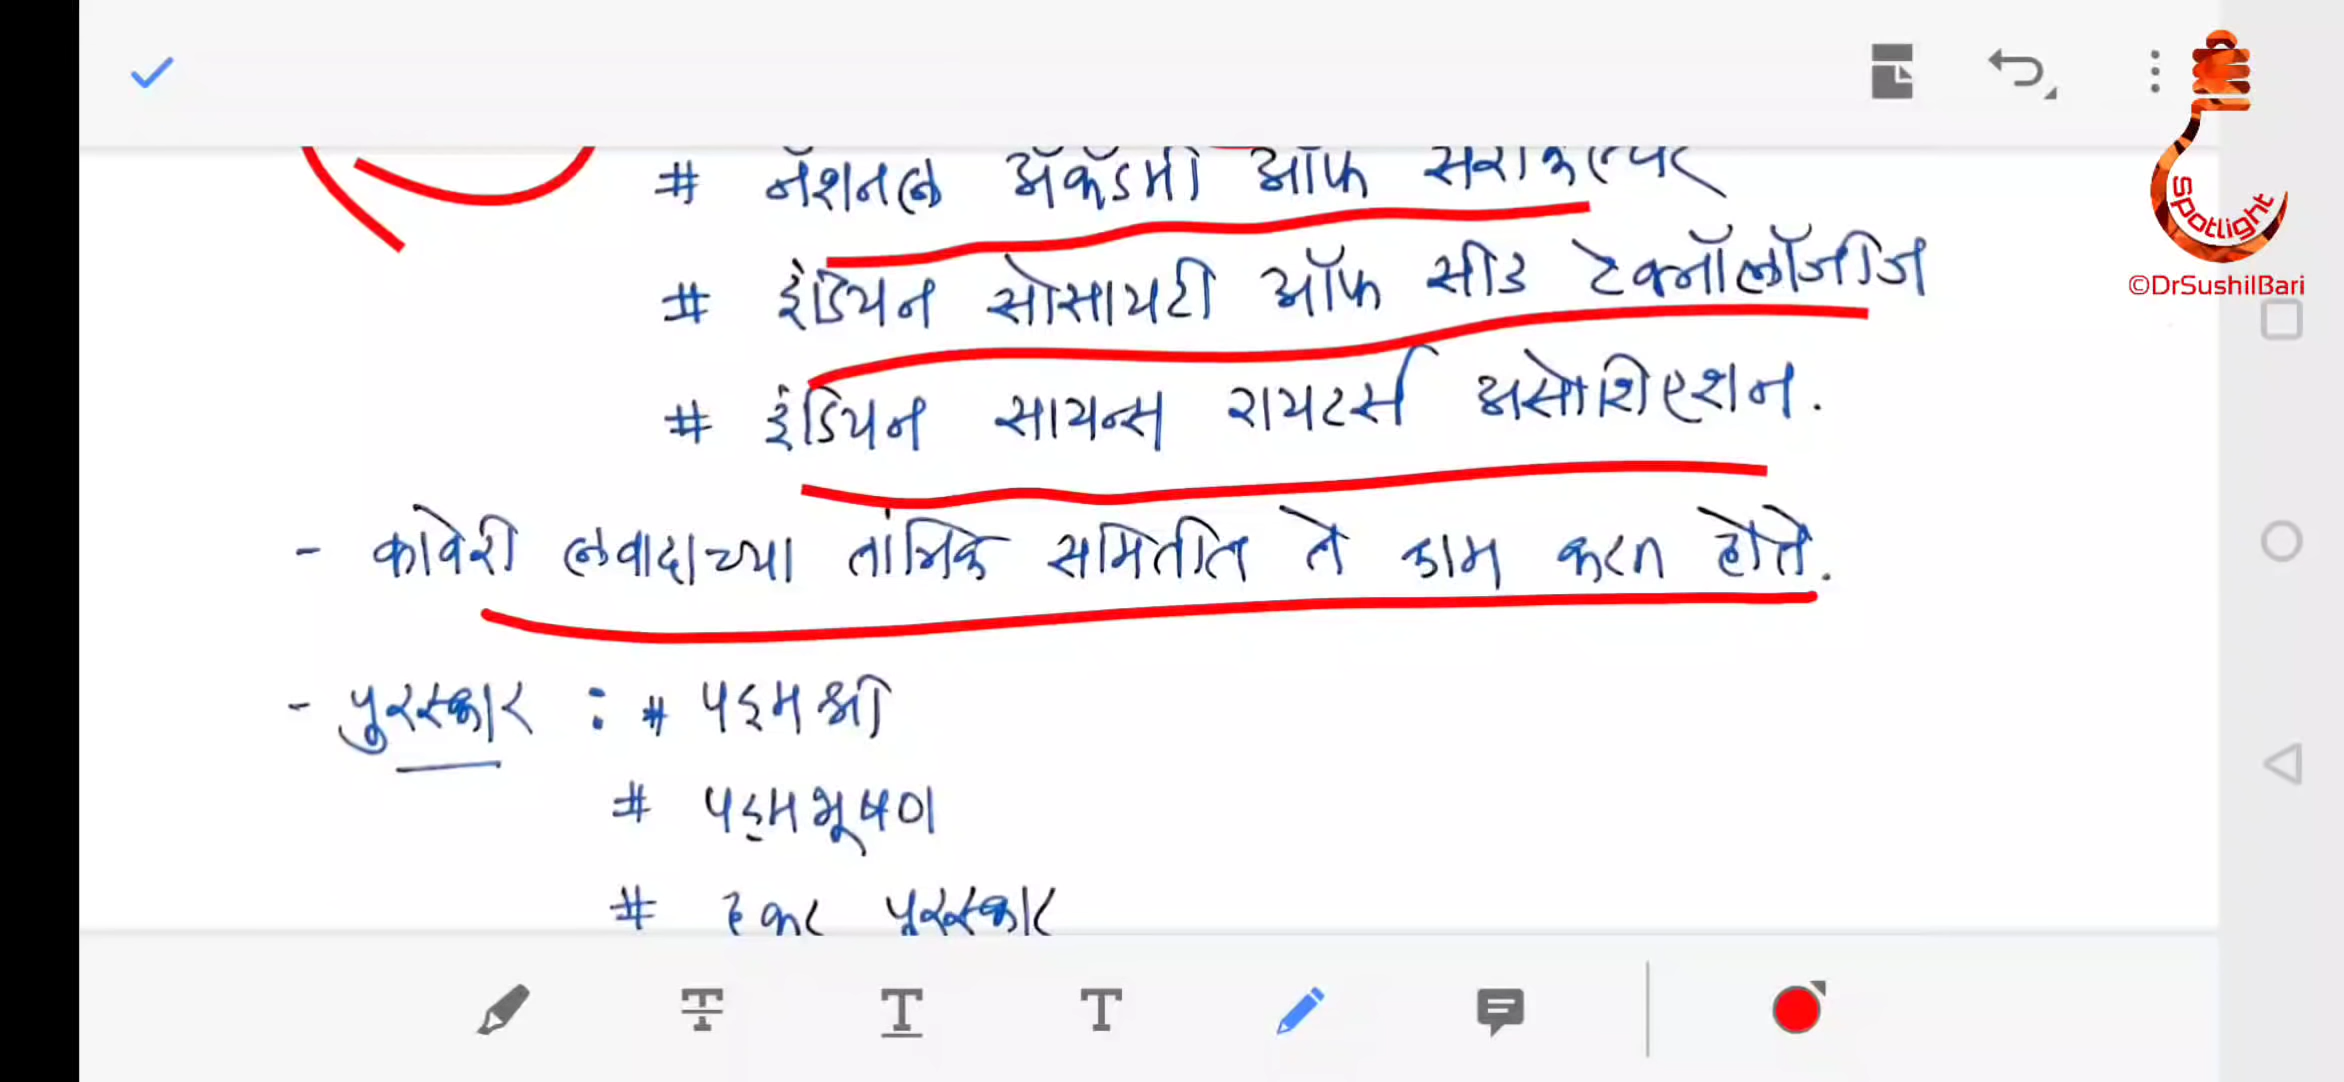 # नॅशनल अ‍ॅकॅडमी ऑफ
# इंडियन सोसायटी ऑफ सीड टेक्नॉलॉजीज
# इंडियन सायन्स रायटर्स असोशिएशन.
- कावेरी लवादाच्या तांत्रिक समितीत ते काम करत होते.
- पुरस्कार : # पद्मश्री
# पद्मभूषण
# टेकर पुरस्कार
Spotlight
©DrSushilBari